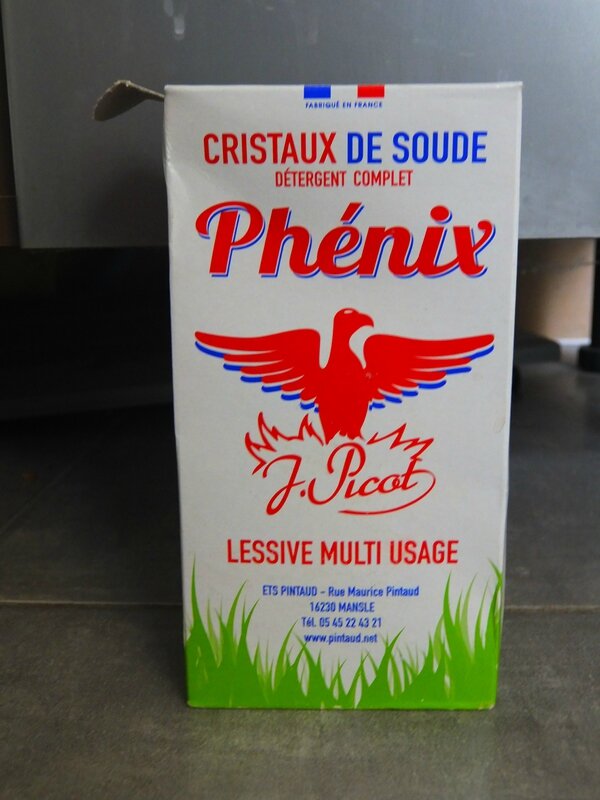 FABRIQUÉ EN FRANCE
CRISTAUX DE SOUDE
DÉTERGENT COMPLET
Phénix
J. Picot
LESSIVE MULTI USAGE
ETS PINTAUD - Rue Maurice Pintaud
16230 MANSLE
Tél. 05 45 22 43 21
www.pintaud.net